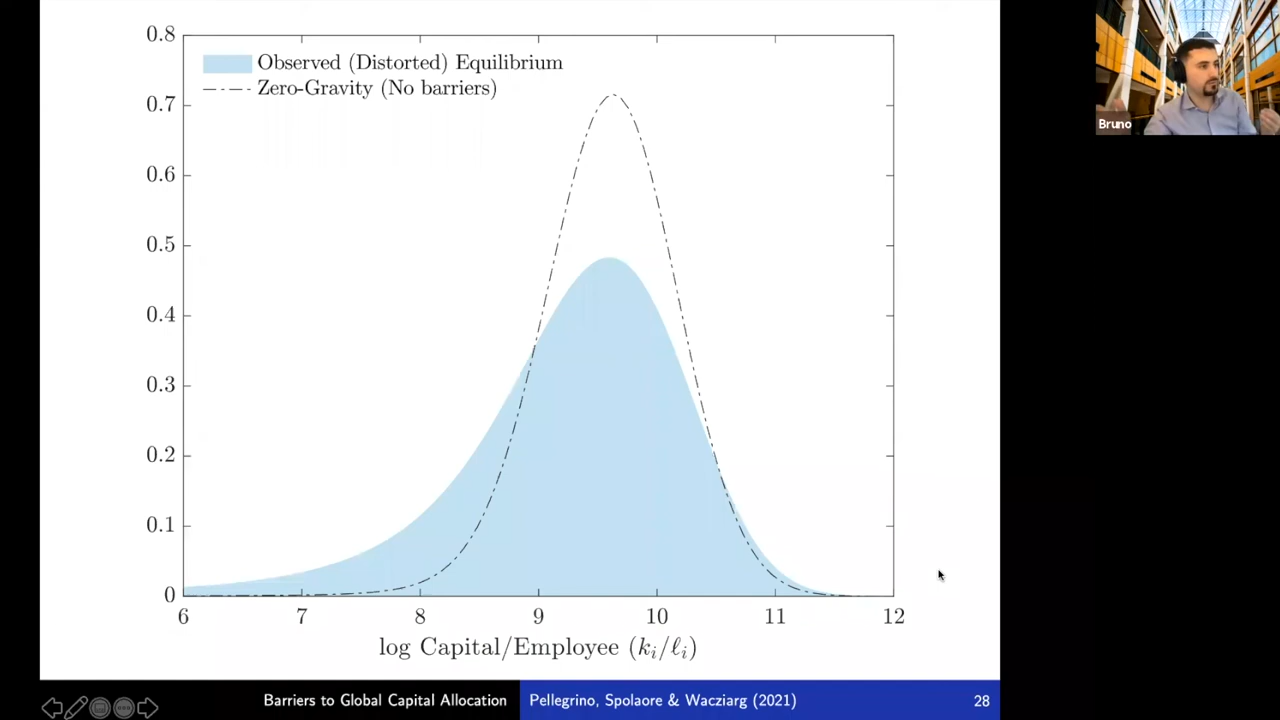 0.8
Observed (Distorted) Equilibrium
Zero-Gravity (No barriers)
0.7
0.6
0.5
0.4
0.3
0.2
0.1
0
6 7 8 9 10 11 12
log Capital/Employee (kᵢ/ℓᵢ)
Barriers to Global Capital Allocation Pellegrino, Spolaore & Wacziarg (2021) 28
Bruno